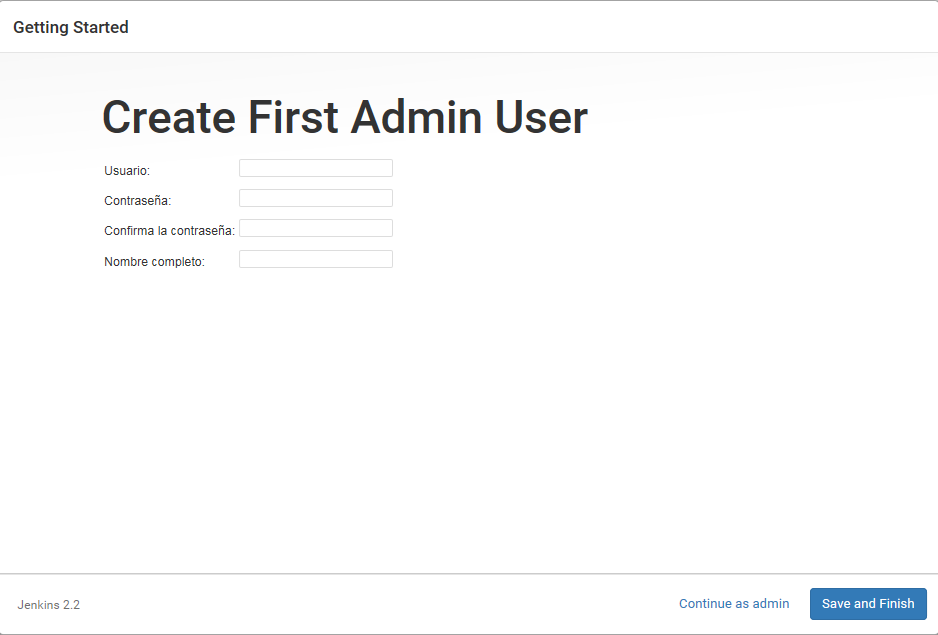 Getting Started
Create First Admin User
Usuario:
Contraseña:
Confirma la contraseña:
Nombre completo:
Jenkins 2.2
Continue as admin
Save and Finish